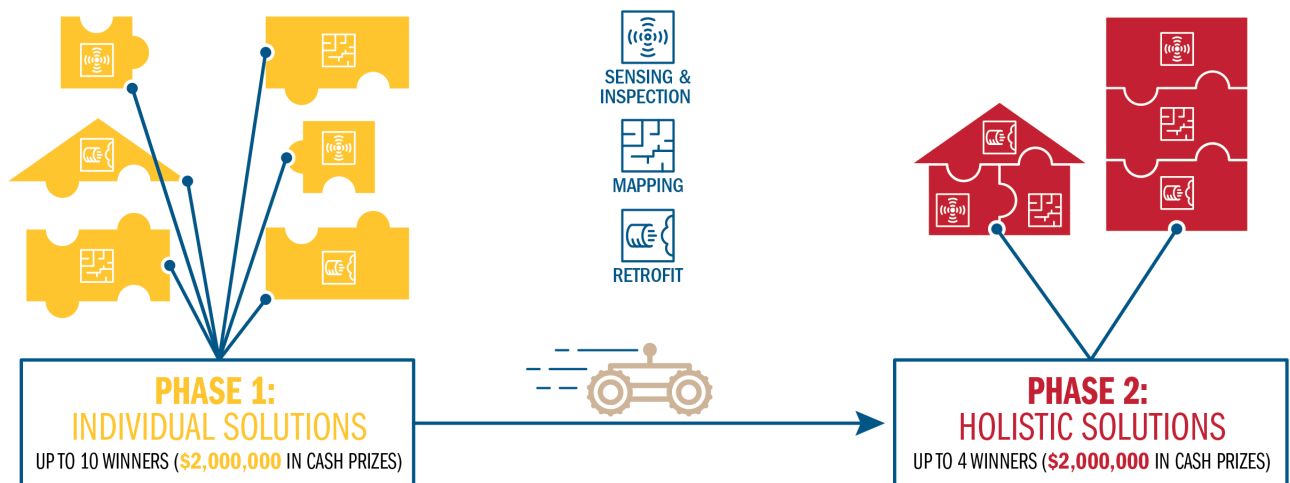 SENSING &
INSPECTION
MAPPING
RETROFIT
PHASE 1:
INDIVIDUAL SOLUTIONS
UP TO 10 WINNERS ($2,000,000 IN CASH PRIZES)
PHASE 2:
HOLISTIC SOLUTIONS
UP TO 4 WINNERS ($2,000,000 IN CASH PRIZES)